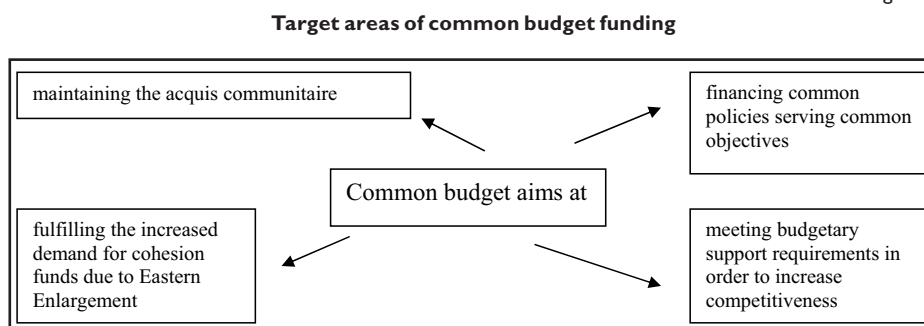 Target areas of common budget funding
maintaining the acquis communitaire
financing common
policies serving common
objectives
Common budget aims at
fulfilling the increased
demand for cohesion
funds due to Eastern
Enlargement
meeting budgetary
support requirements in
order to increase
competitiveness